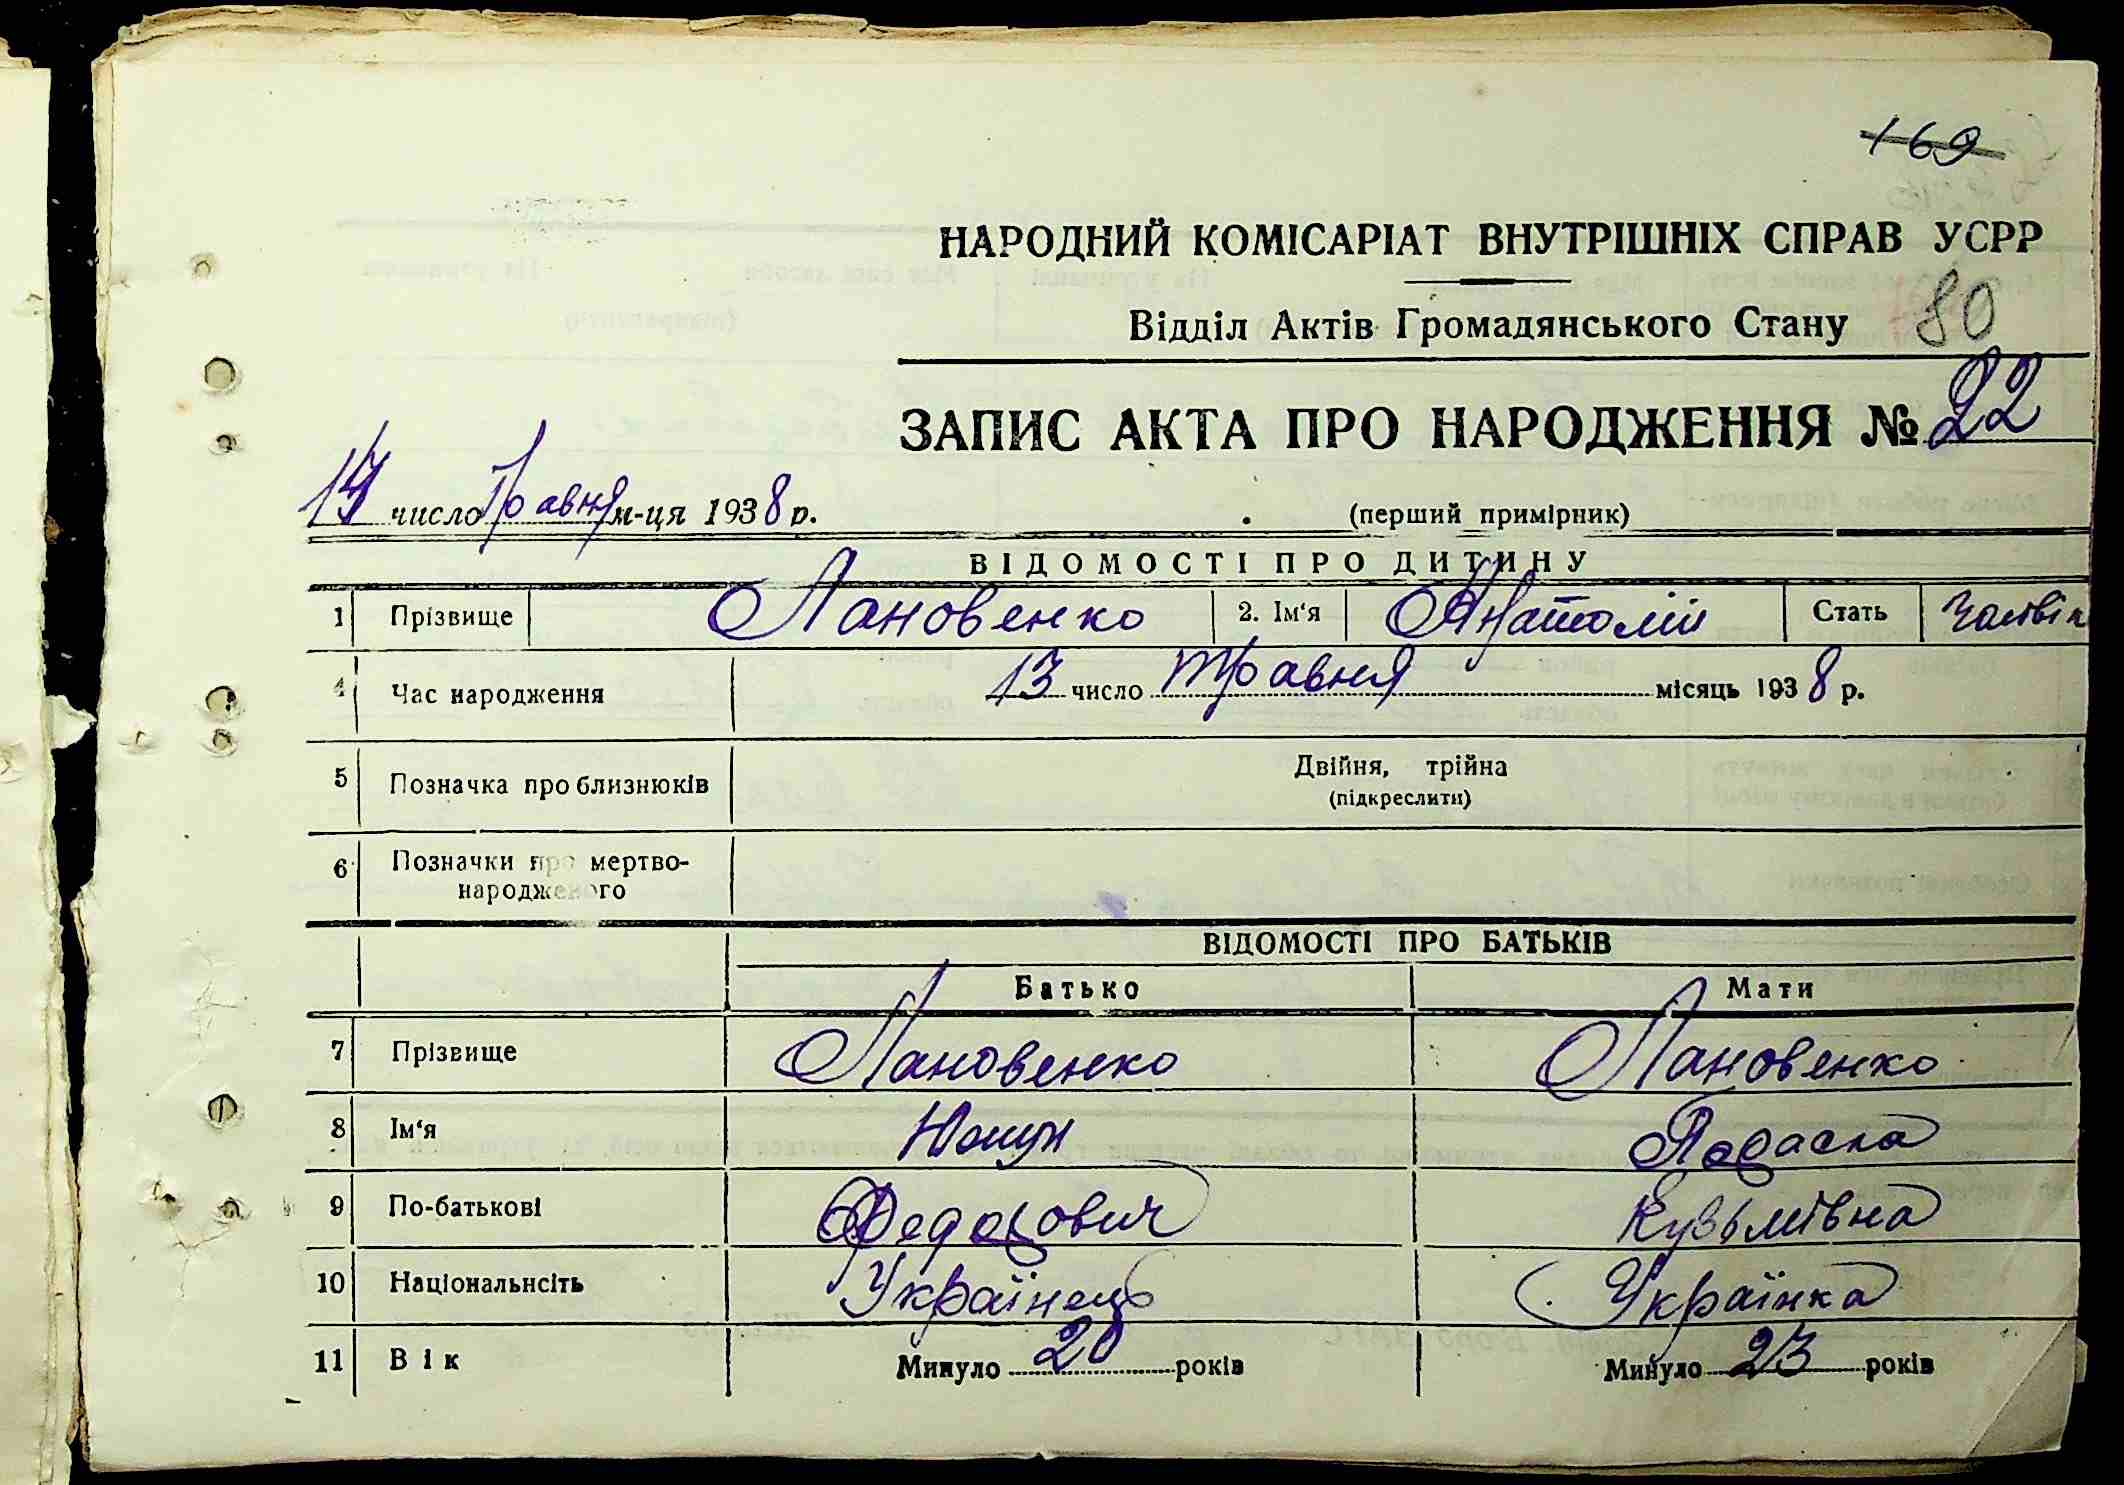 169
НАРОДНИЙ КОМІСАРІАТ ВНУТРІШНІХ СПРАВ УСРР
Відділ Актів Громадянського Стану 80
ЗАПИС АКТА ПРО НАРОДЖЕННЯ № 22
число Травня м-ця 1938 р. (перший примірник)
ВІДОМОСТІ ПРО ДИТИНУ
1 Прізвище Лановенко 2. Ім'я Анатолій Стать
4 Час народження 13 число травня місяць 1938 р.
5 Позначка про близнюків Двійня, трійна
(підкреслити)
6 Позначки про мертво-
народженого
ВІДОМОСТІ ПРО БАТЬКІВ
Батько Мати
7 Прізвище Лановенко Лановенко
8 Ім'я
9 По-батькові Федорович Кузьмівна
10 Національнсіть Українець Українка
11 Вік Минуло 20 років Минуло 23 років